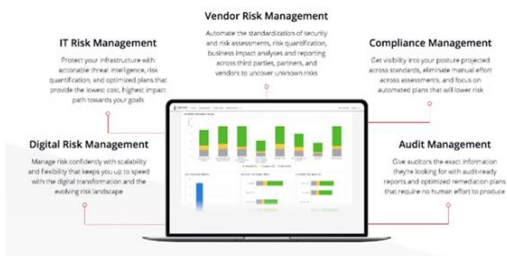 Vendor Risk Management
Automate the standardization of security
and risk assessments, risk quantification,
business impact analyses and reporting
across third parties, partners, and
vendors to uncover unknown risks
IT Risk Management
Protect your infrastructure with
actionable threat intelligence, risk
quantification, and optimized plans that
provide the lowest cost, highest impact
path towards your goals
Compliance Management
Get visibility into your posture projected
across standards, eliminate manual effort
across assessments, and focus on
automated plans that will lower risk
Digital Risk Management
Manage risk confidently with scalability
and flexibility that keeps you up to speed
with the digital transformation and the
evolving risk landscape
Audit Management
Give auditors the exact information
they're looking for with audit-ready
reports and optimized remediation plans
that require no human effort to produce